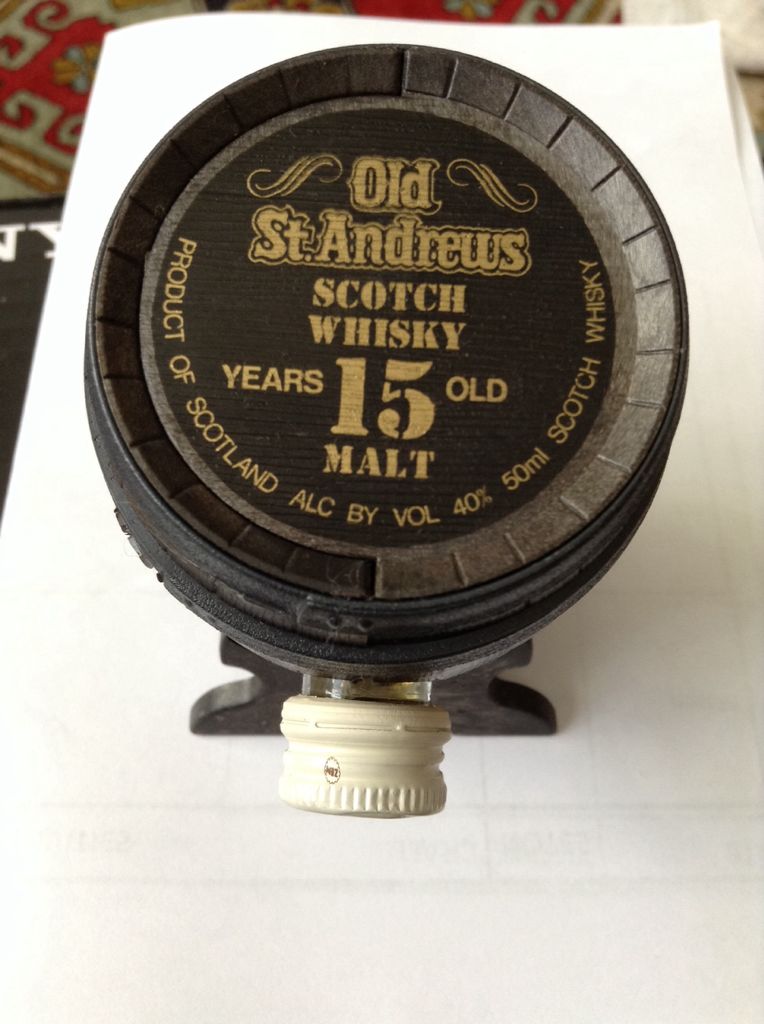 Old
St. Andrews
SCOTCH
WHISKY
YEARS 15 OLD
MALT
PRODUCT OF SCOTLAND ALC BY VOL 40% 50ml SCOTCH WHISKY
NY